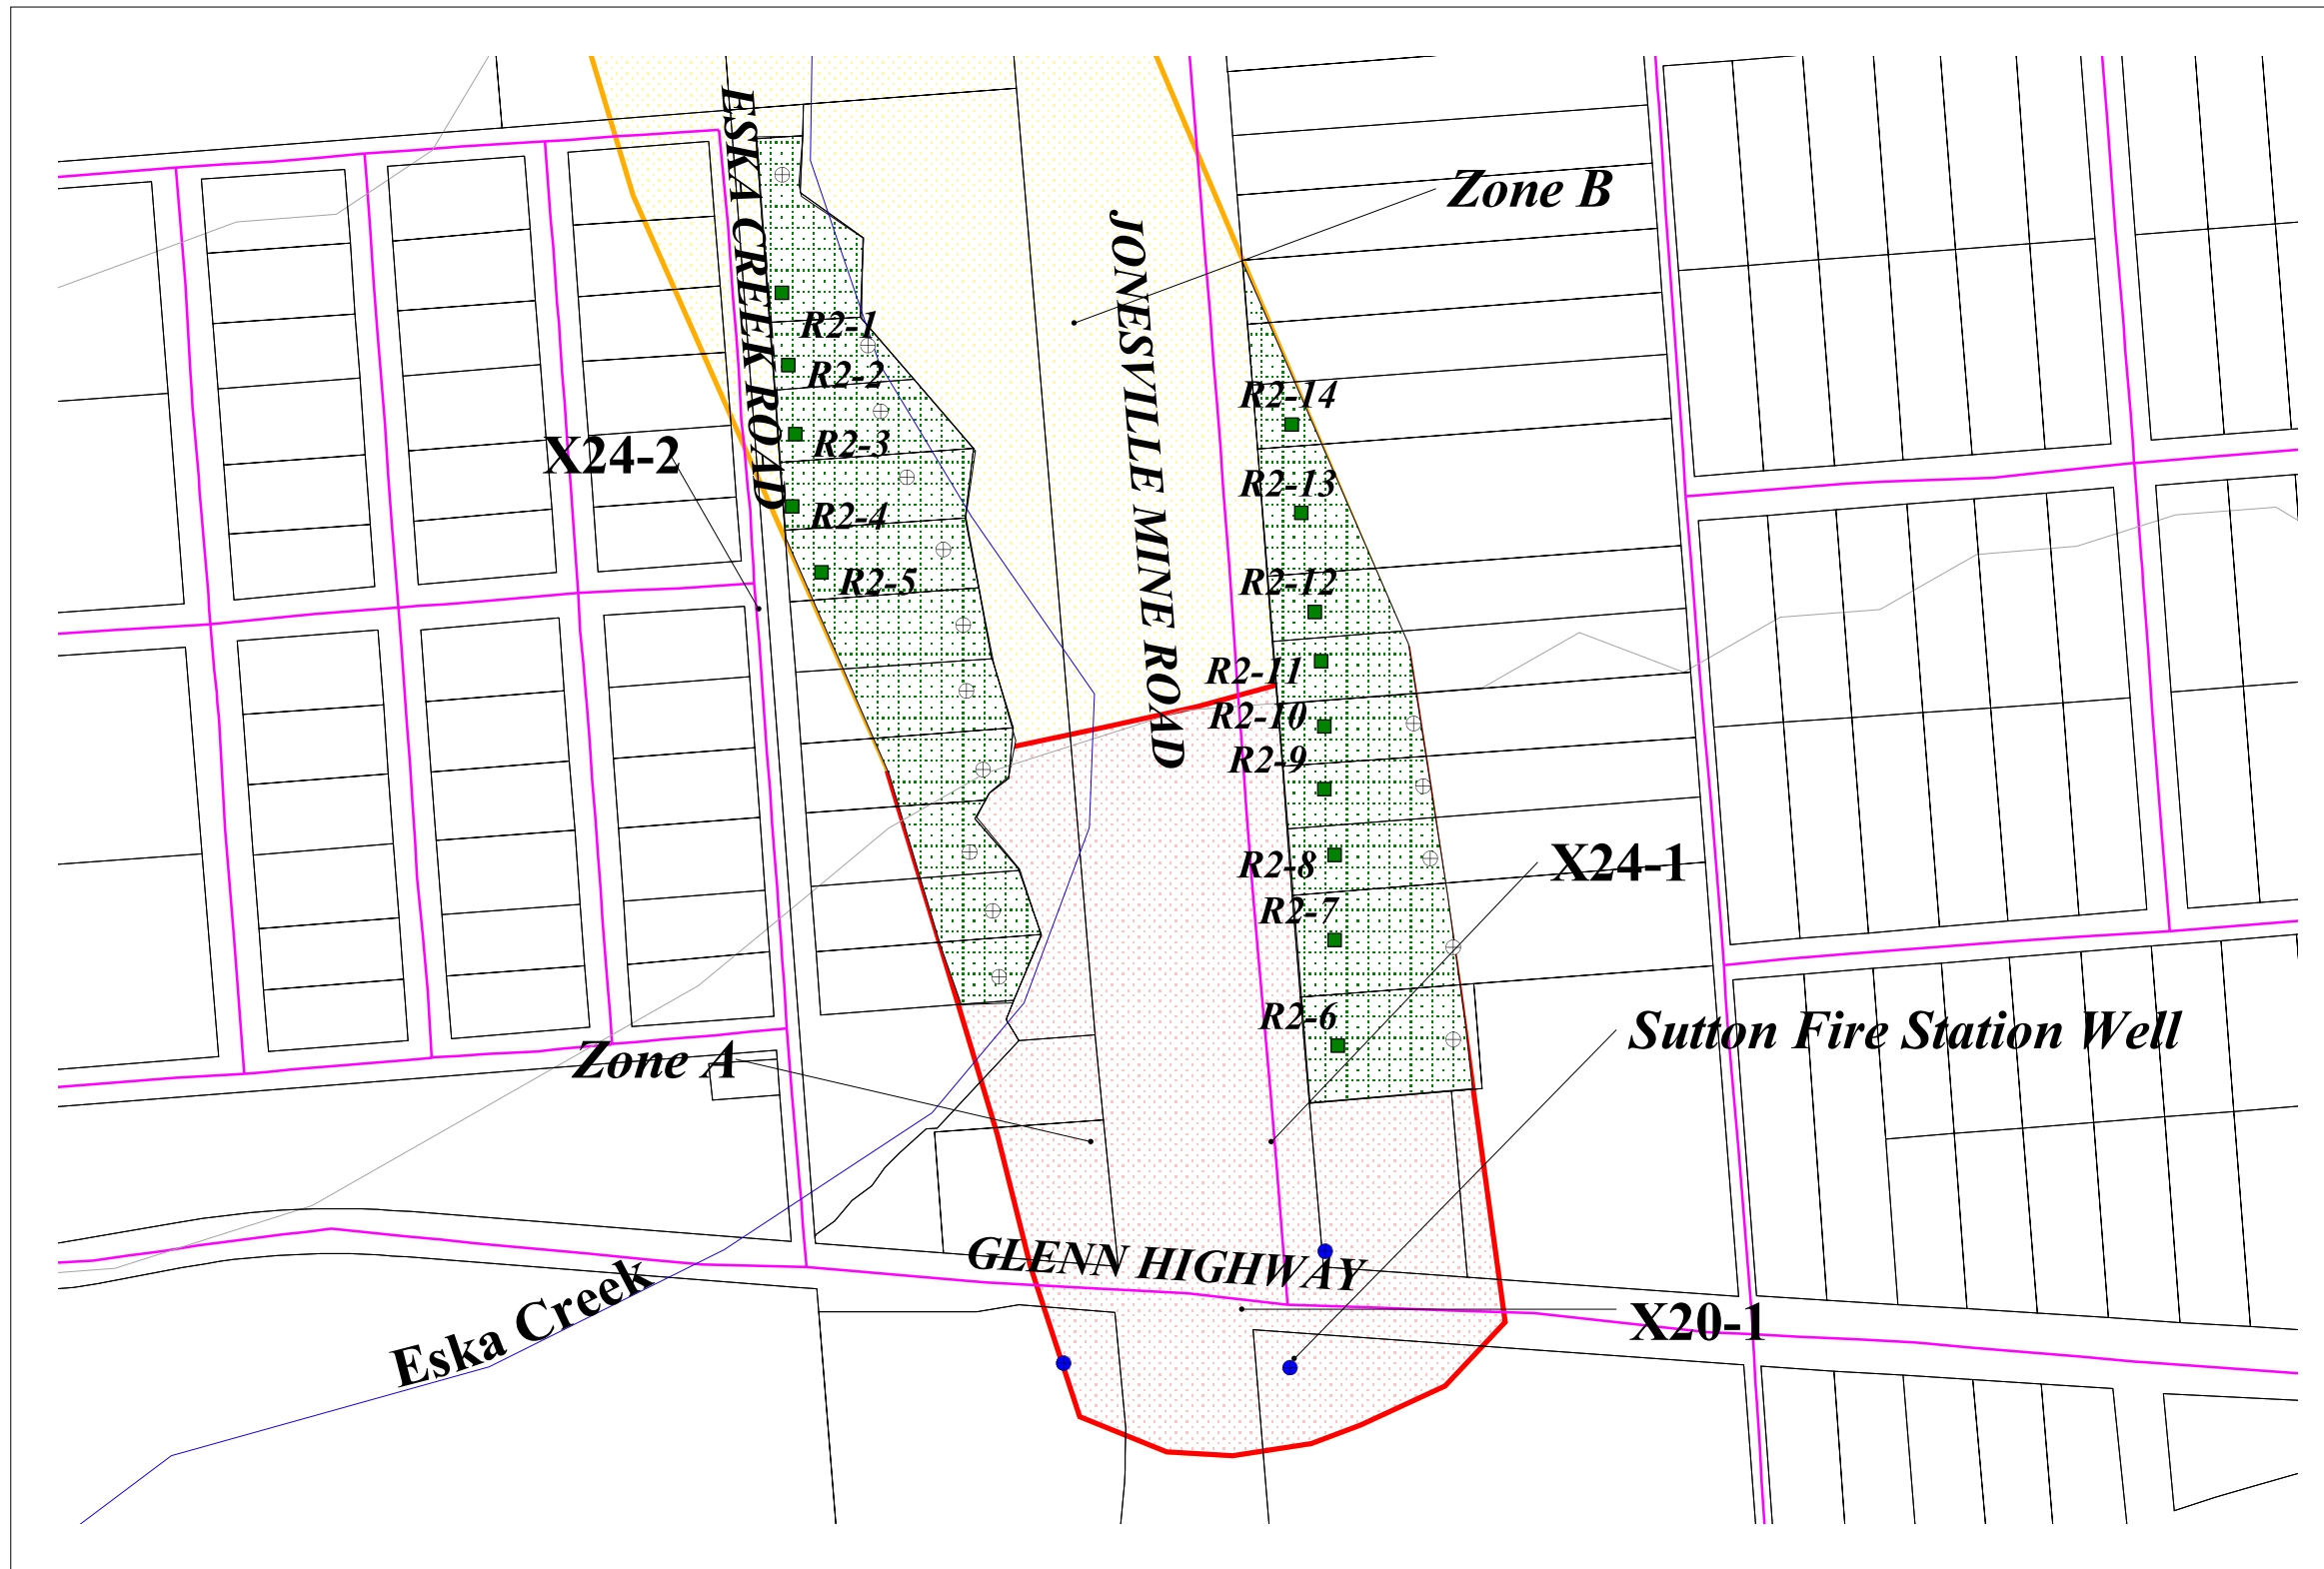 ESKA CREEK ROAD
Zone B
JONESVILLE MINE ROAD
R2-1
R2-2
R2-14
R2-3
X24-2
R2-13
R2-4
R2-5
R2-12
R2-11
R2-10
R2-9
R2-8
X24-1
R2-7
R2-6
Sutton Fire Station Well
Zone A
GLENN HIGHWAY
Eska Creek
X20-1